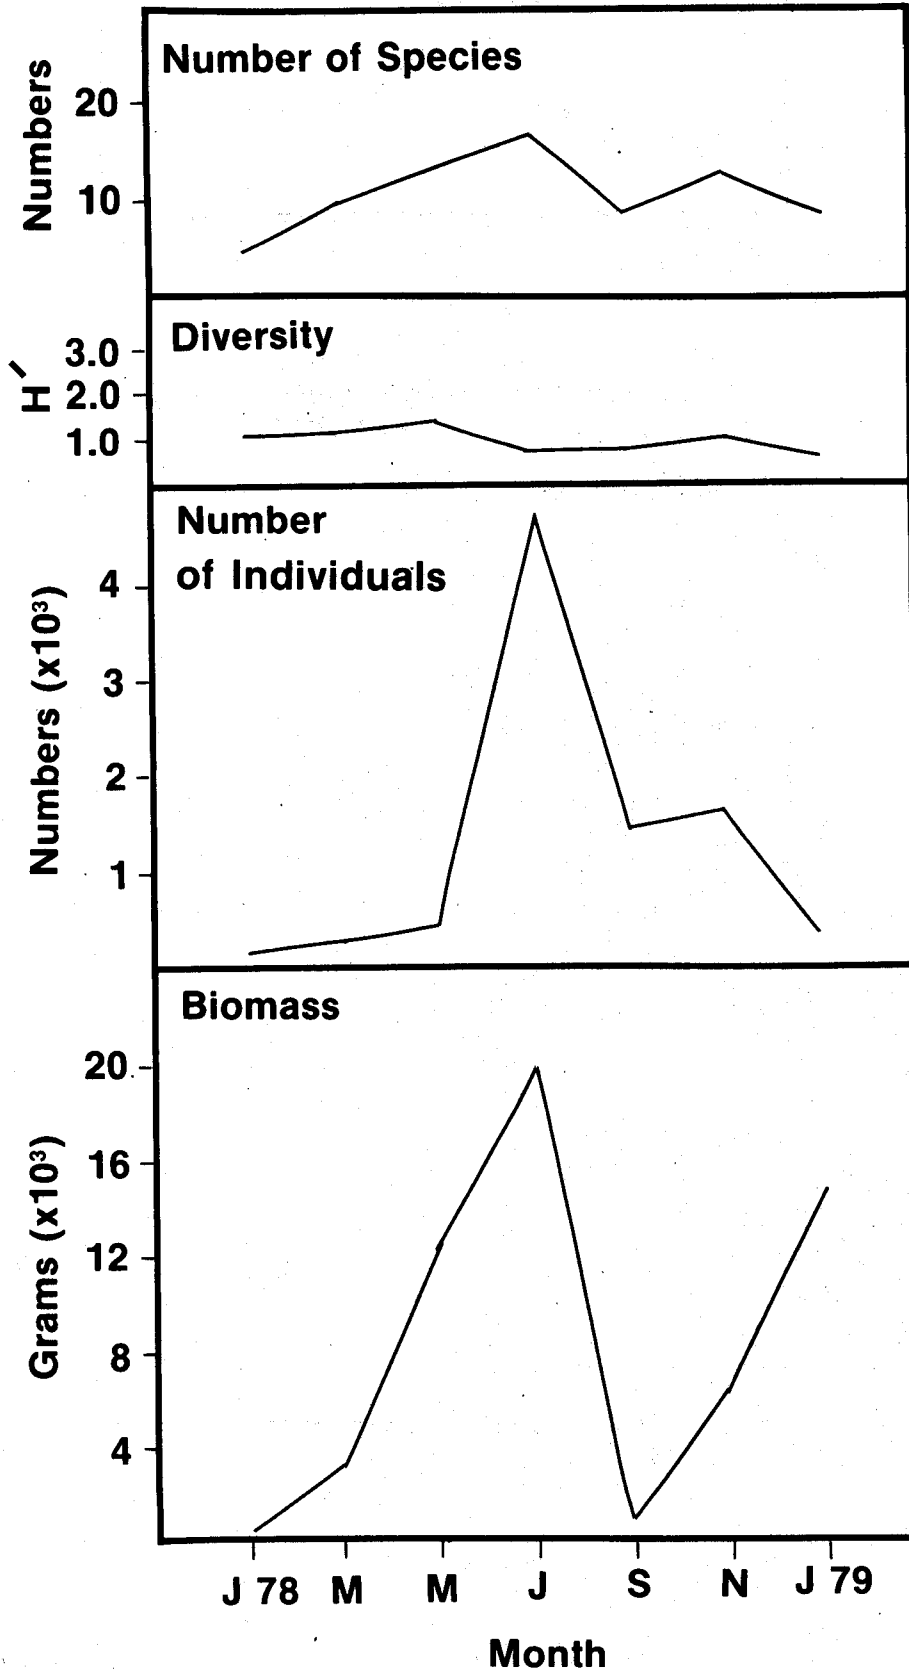 Number of Species
Numbers
20
10
Diversity
H′
3.0
2.0
1.0
Number
of Individuals
Numbers (x10³)
4
3
2
1
Biomass
Grams (x10³)
20
16
12
8
4
J 78 M M J S N J 79
Month